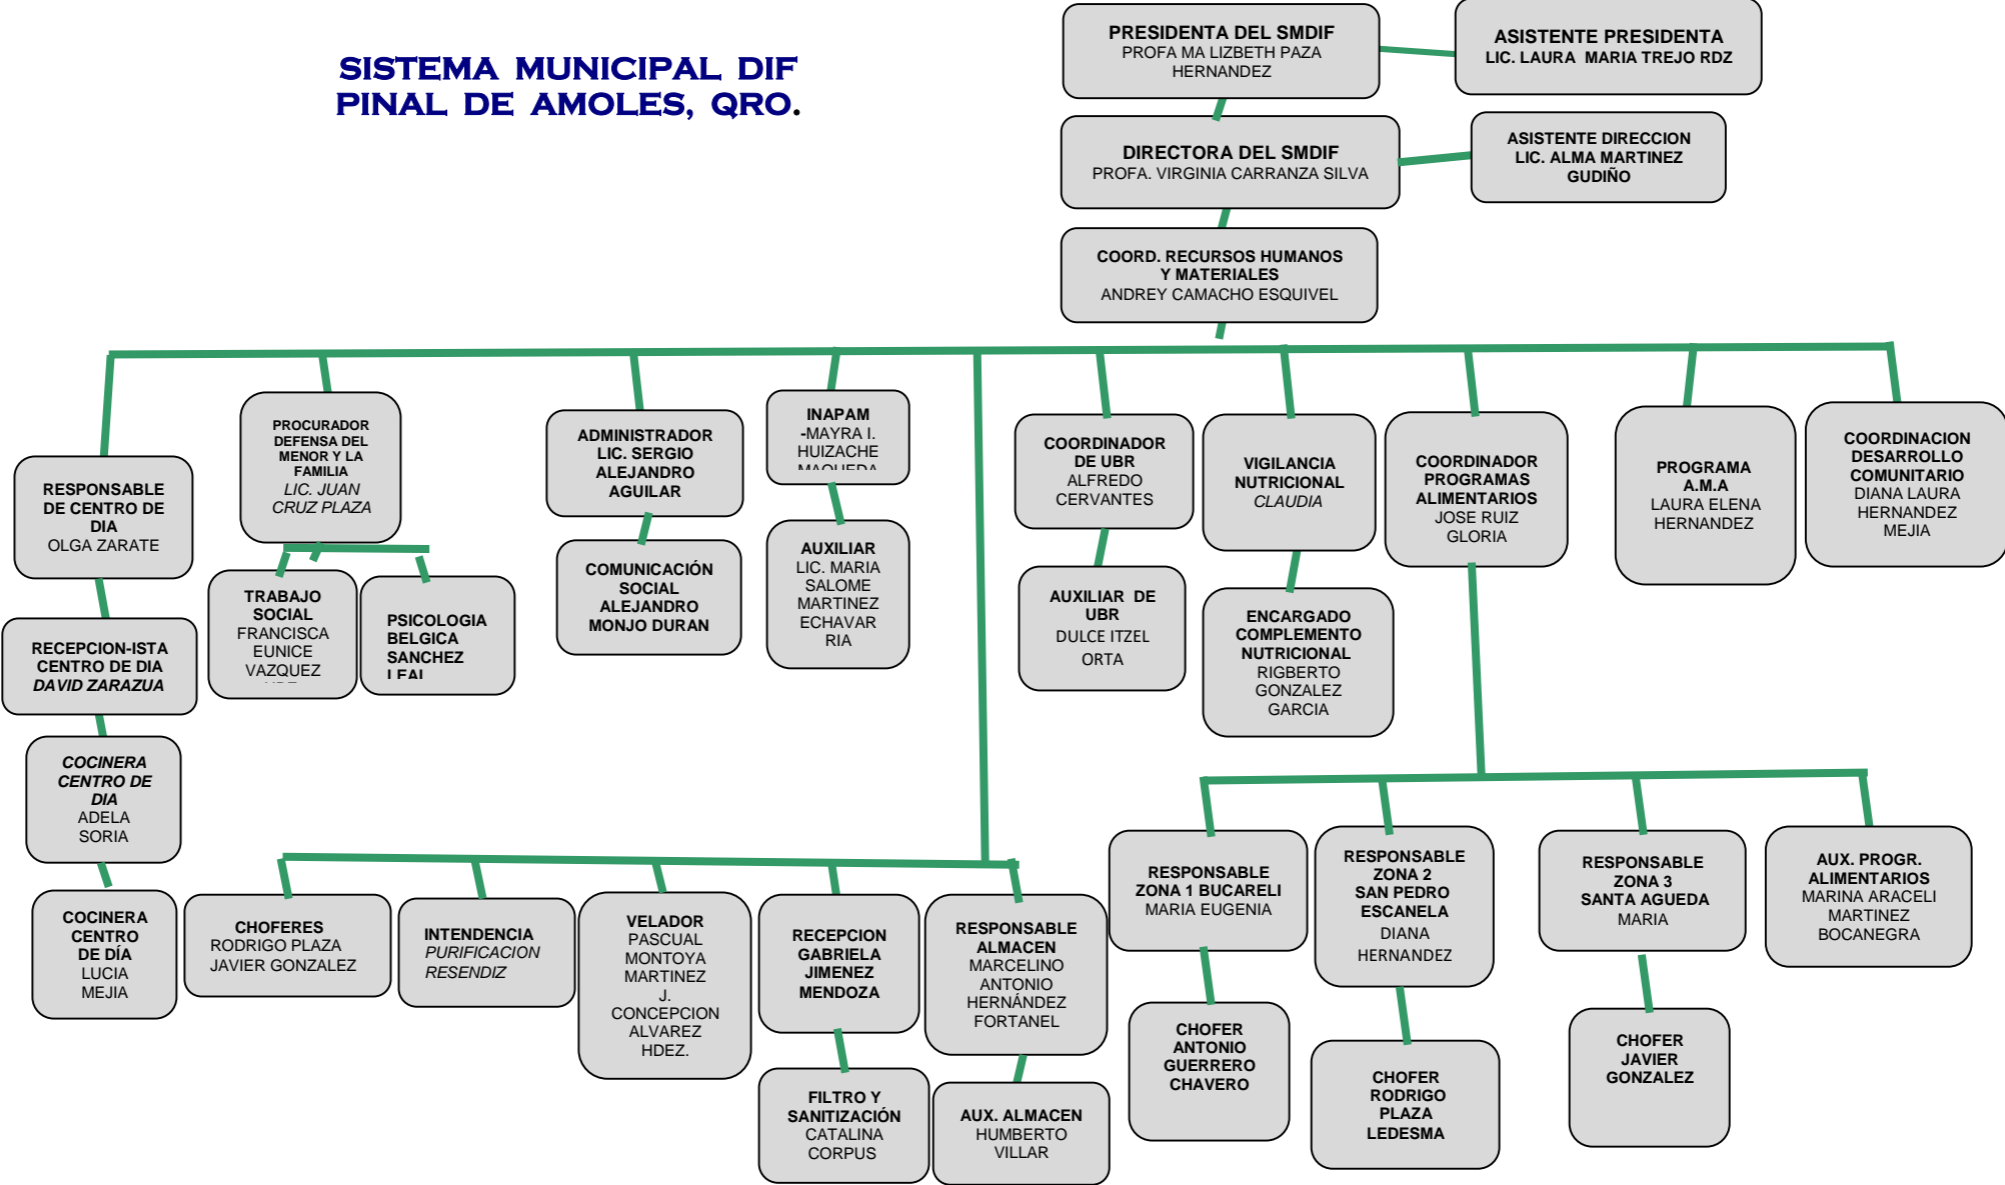 SISTEMA MUNICIPAL DIF
PINAL DE AMOLES, QRO.
PRESIDENTA DEL SMDIF
PROFA MA LIZBETH PAZA
HERNANDEZ
ASISTENTE PRESIDENTA
LIC. LAURA MARIA TREJO RDZ
DIRECTORA DEL SMDIF
PROFA. VIRGINIA CARRANZA SILVA
ASISTENTE DIRECCION
LIC. ALMA MARTINEZ
GUDIÑO
COORD. RECURSOS HUMANOS
Y MATERIALES
ANDREY CAMACHO ESQUIVEL
RESPONSABLE
DE CENTRO DE
DIA
OLGA ZARATE
PROCURADOR
DEFENSA DEL
MENOR Y LA
FAMILIA
LIC. JUAN
CRUZ PLAZA
ADMINISTRADOR
LIC. SERGIO
ALEJANDRO
AGUILAR
INAPAM
-MAYRA I.
HUIZACHE
MAQUEDA
COORDINADOR
DE UBR
ALFREDO
CERVANTES
VIGILANCIA
NUTRICIONAL
CLAUDIA
COORDINADOR
PROGRAMAS
ALIMENTARIOS
JOSE RUIZ
GLORIA
PROGRAMA
A.M.A
LAURA ELENA
HERNANDEZ
COORDINACION
DESARROLLO
COMUNITARIO
DIANA LAURA
HERNANDEZ
MEJIA
TRABAJO
SOCIAL
FRANCISCA
EUNICE
VAZQUEZ
PSICOLOGIA
BELGICA
SANCHEZ
LEAL
COMUNICACIÓN
SOCIAL
ALEJANDRO
MONJO DURAN
AUXILIAR
LIC. MARIA
SALOME
MARTINEZ
ECHAVAR
RIA
AUXILIAR DE
UBR
DULCE ITZEL
ORTA
ENCARGADO
COMPLEMENTO
NUTRICIONAL
RIGBERTO
GONZALEZ
GARCIA
RECEPCION-ISTA
CENTRO DE DIA
DAVID ZARAZUA
COCINERA
CENTRO DE
DIA
ADELA
SORIA
COCINERA
CENTRO
DE DÍA
LUCIA
MEJIA
CHOFERES
RODRIGO PLAZA
JAVIER GONZALEZ
INTENDENCIA
PURIFICACION
RESENDIZ
VELADOR
PASCUAL
MONTOYA
MARTINEZ
J.
CONCEPCION
ALVAREZ
HDEZ.
RECEPCION
GABRIELA
JIMENEZ
MENDOZA
RESPONSABLE
ALMACEN
MARCELINO
ANTONIO
HERNÁNDEZ
FORTANEL
FILTRO Y
SANITIZACIÓN
CATALINA
CORPUS
AUX. ALMACEN
HUMBERTO
VILLAR
RESPONSABLE
ZONA 1 BUCARELI
MARIA EUGENIA
RESPONSABLE
ZONA 2
SAN PEDRO
ESCANELA
DIANA
HERNANDEZ
RESPONSABLE
ZONA 3
SANTA AGUEDA
MARIA
AUX. PROGR.
ALIMENTARIOS
MARINA ARACELI
MARTINEZ
BOCANEGRA
CHOFER
ANTONIO
GUERRERO
CHAVERO
CHOFER
RODRIGO
PLAZA
LEDESMA
CHOFER
JAVIER
GONZALEZ